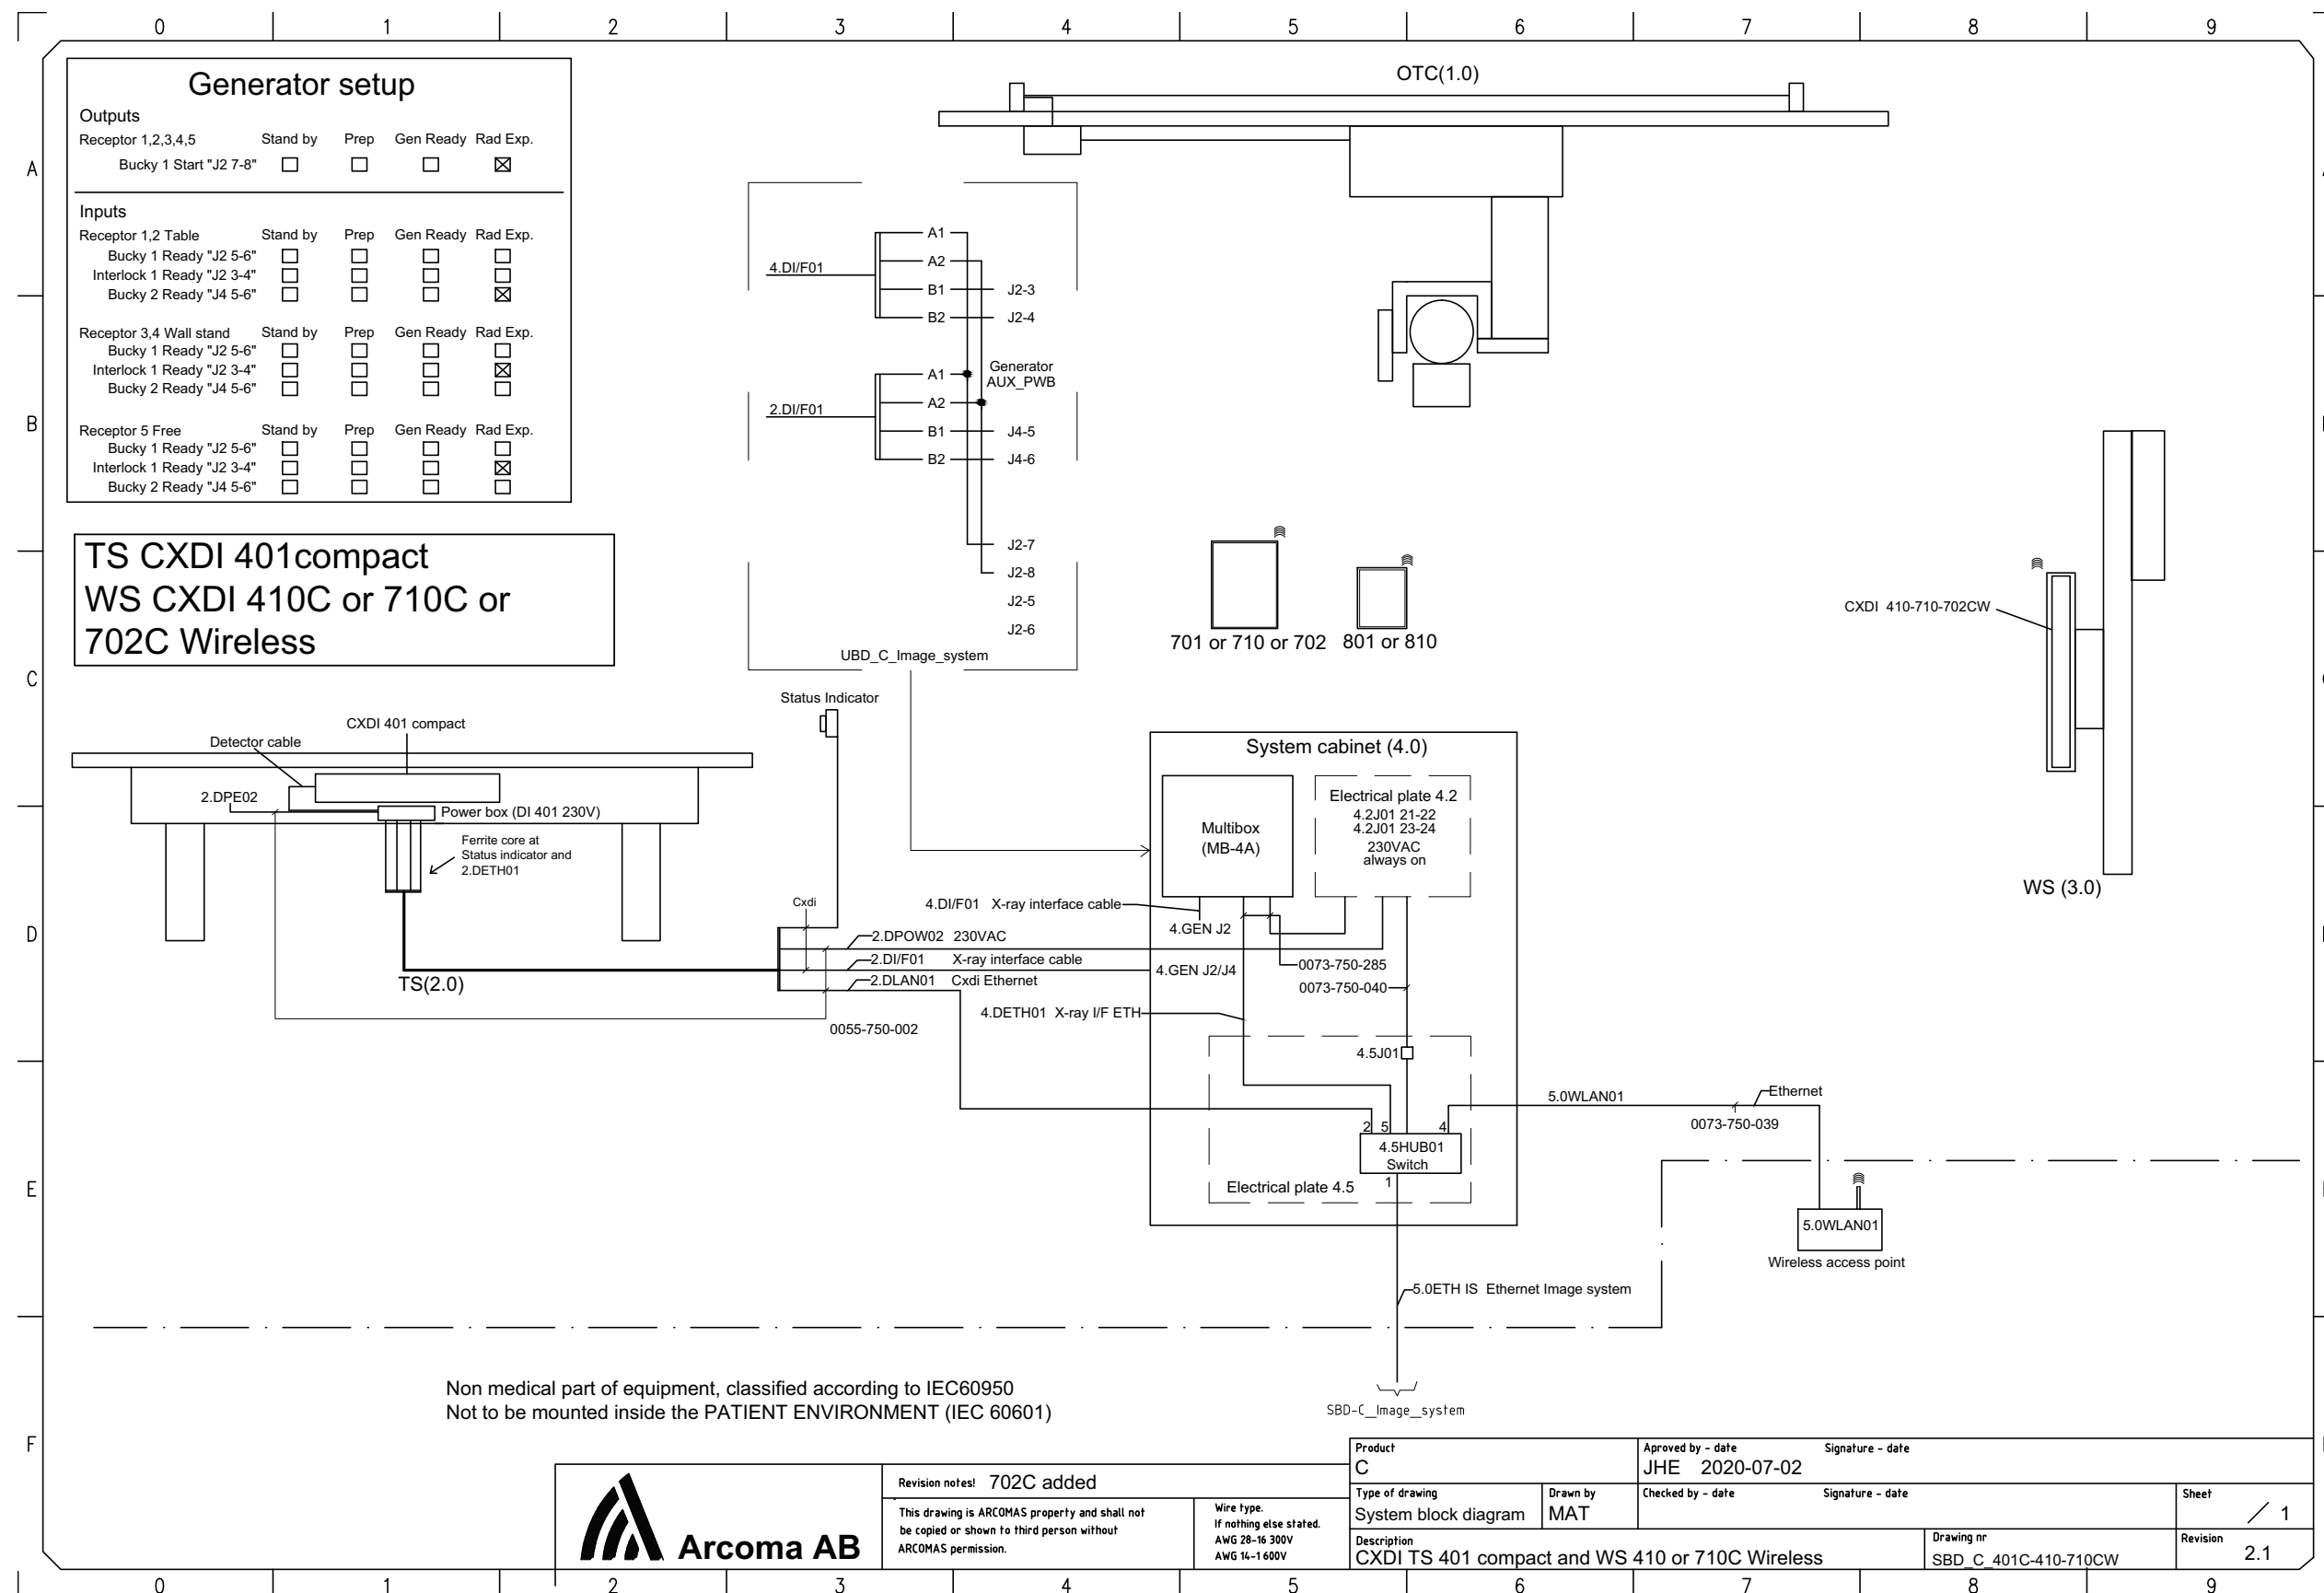 0 1 2 3 4 5 6 7 8 9
Generator setup
Outputs
Receptor 1,2,3,4,5 Stand by Prep Gen Ready Rad Exp.
Bucky 1 Start "J2 7-8"
Inputs
Receptor 1,2 Table Stand by Prep Gen Ready Rad Exp.
Bucky 1 Ready "J2 5-6"
Interlock 1 Ready "J2 3-4"
Bucky 2 Ready "J4 5-6"
Receptor 3,4 Wall stand Stand by Prep Gen Ready Rad Exp.
Bucky 1 Ready "J2 5-6"
Interlock 1 Ready "J2 3-4"
Bucky 2 Ready "J4 5-6"
Receptor 5 Free Stand by Prep Gen Ready Rad Exp.
Bucky 1 Ready "J2 5-6"
Interlock 1 Ready "J2 3-4"
Bucky 2 Ready "J4 5-6"
A
B
C
D
E
F
TS CXDI 401compact
WS CXDI 410C or 710C or
702C Wireless
OTC(1.0)
4.DI/F01
A1
A2
B1 J2-3
B2 J2-4
Generator
AUX_PWB
2.DI/F01
A1
A2
B1 J4-5
B2 J4-6
J2-7
J2-8
J2-5
J2-6
UBD_C_Image_system
701 or 710 or 702
801 or 810
CXDI 410-710-702CW
WS (3.0)
Status Indicator
CXDI 401 compact
Detector cable
2.DPE02
Power box (DI 401 230V)
Ferrite core at
Status indicator and
2.DETH01
TS(2.0)
Cxdi
2.DPOW02 230VAC
2.DI/F01 X-ray interface cable
2.DLAN01 Cxdi Ethernet
0055-750-002
System cabinet (4.0)
Multibox
(MB-4A)
Electrical plate 4.2
4.2J01 21-22
4.2J01 23-24
230VAC
always on
4.DI/F01 X-ray interface cable
4.GEN J2
4.GEN J2/J4
0073-750-285
0073-750-040
4.DETH01 X-ray I/F ETH
4.5J01
2 5 4
4.5HUB01
Switch
1
Electrical plate 4.5
5.0WLAN01
Ethernet
0073-750-039
5.0WLAN01
Wireless access point
5.0ETH IS Ethernet Image system
SBD-C_Image_system
Non medical part of equipment, classified according to IEC60950
Not to be mounted inside the PATIENT ENVIRONMENT (IEC 60601)
Arcoma AB
Revision notes! 702C added
This drawing is ARCOMAS property and shall not
be copied or shown to third person without
ARCOMAS permission.
Wire type.
If nothing else stated.
AWG 28-16 300V
AWG 14-1 600V
Product
C
Aproved by - date Signature - date
JHE 2020-07-02
Type of drawing
System block diagram
Drawn by
MAT
Checked by - date Signature - date
Sheet
/ 1
Description
CXDI TS 401 compact and WS 410 or 710C Wireless
Drawing nr
SBD_C_401C-410-710CW
Revision
2.1
0 1 2 3 4 5 6 7 8 9